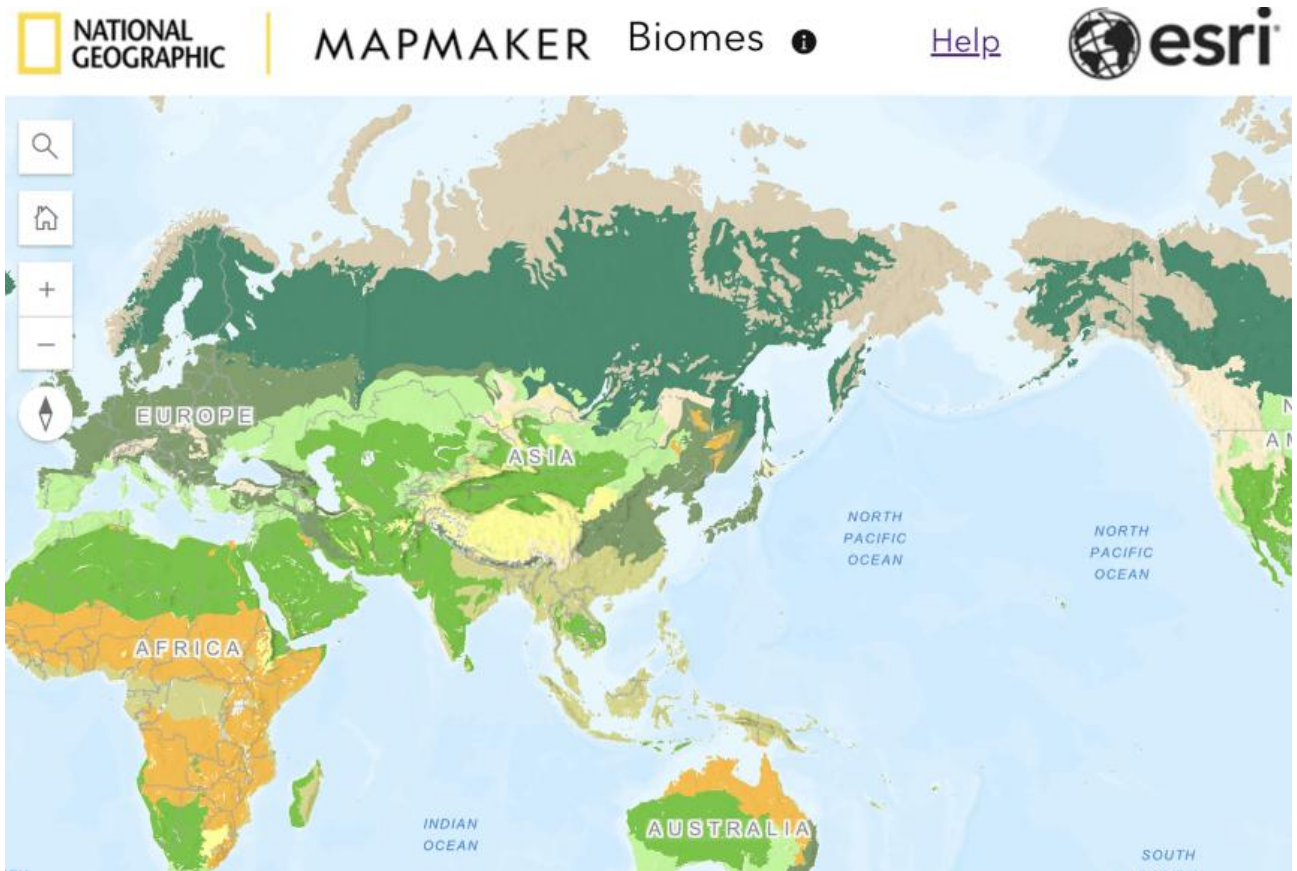 NATIONAL
GEOGRAPHIC
MAPMAKER
Biomes
Help
esri
EUROPE
ASIA
N
A M
NORTH
PACIFIC
OCEAN
NORTH
PACIFIC
OCEAN
AFRICA
INDIAN
OCEAN
AUSTRALIA
SOUTH